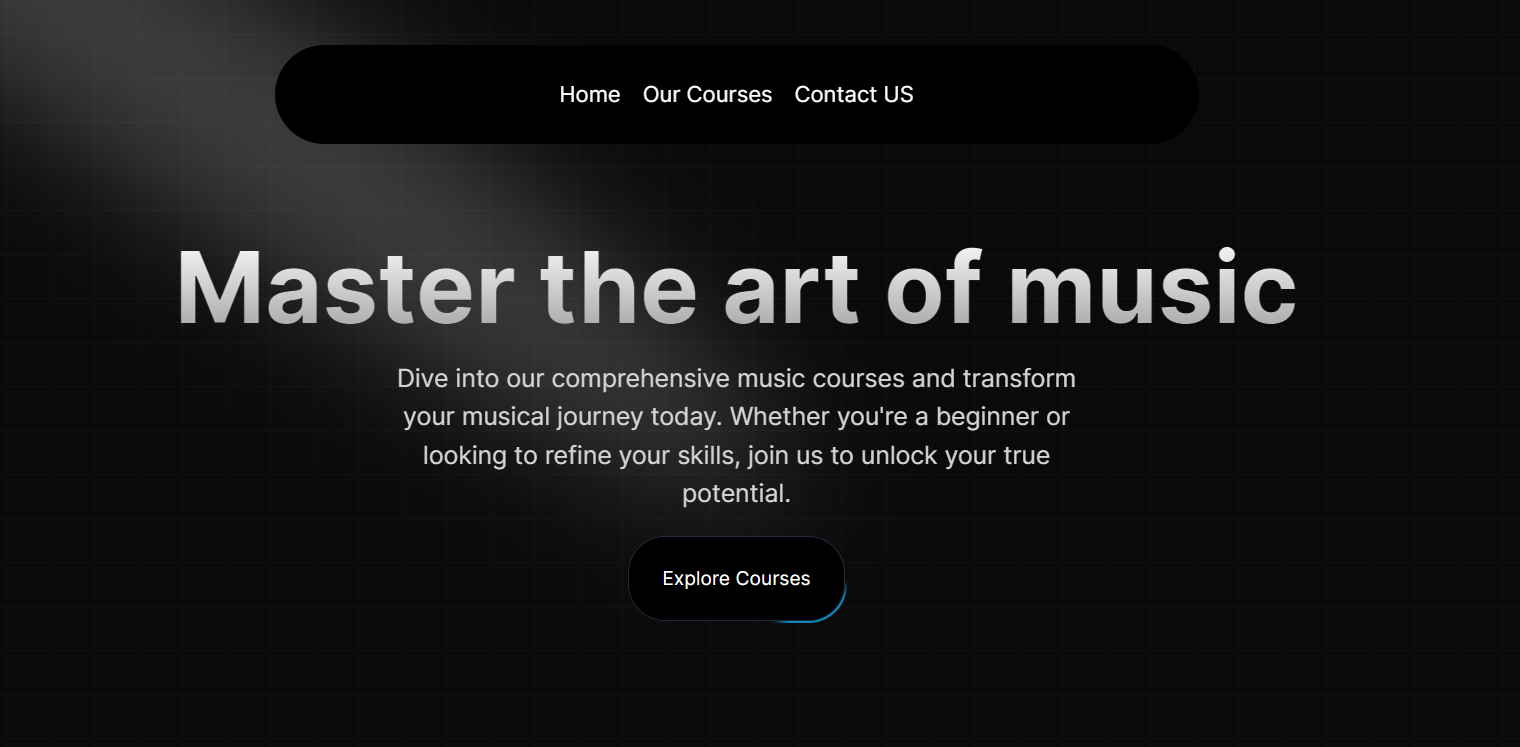 Home Our Courses Contact US
Master the art of music
Dive into our comprehensive music courses and transform
your musical journey today. Whether you're a beginner or
looking to refine your skills, join us to unlock your true
potential.
Explore Courses